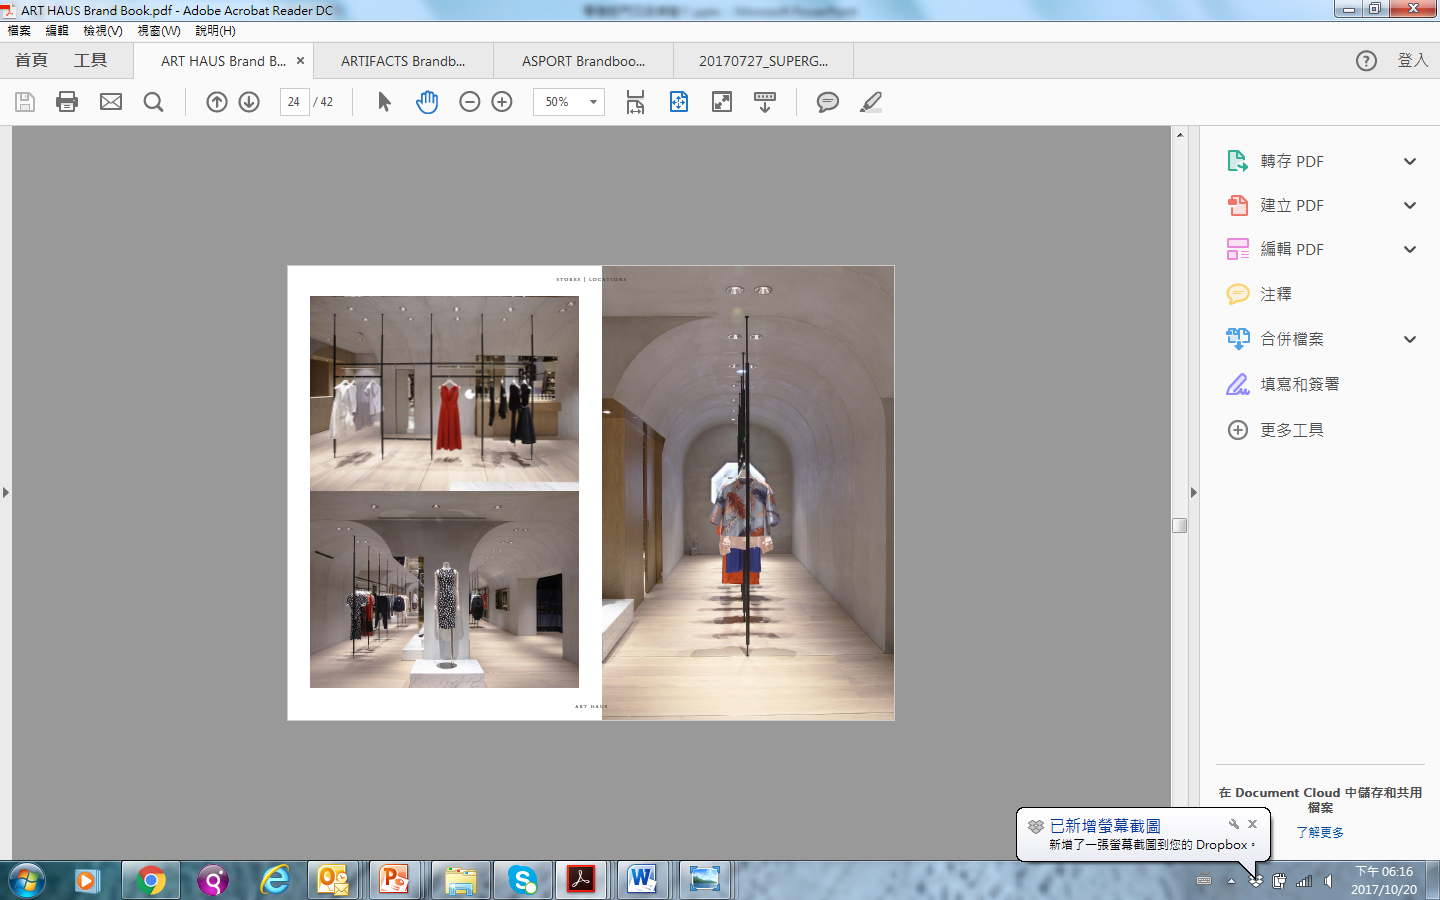 ART HAUS Brand Book.pdf - Adobe Acrobat Reader DC
檔案 編輯 檢視(V) 視窗(W) 說明(H)
首頁 工具 ART HAUS Brand B... × ARTIFACTS Brandb... ASPORT Brandboo... 20170727_SUPERG... 登入
24 / 42 50%
轉存 PDF
建立 PDF
編輯 PDF
注釋
合併檔案
填寫和簽署
更多工具
STORES | LOCATIONS
ART HAUS
在 Document Cloud 中儲存和共用
檔案
了解更多
已新增螢幕截圖
新增了一張螢幕截圖到您的 Dropbox。
下午 06:16
2017/10/20